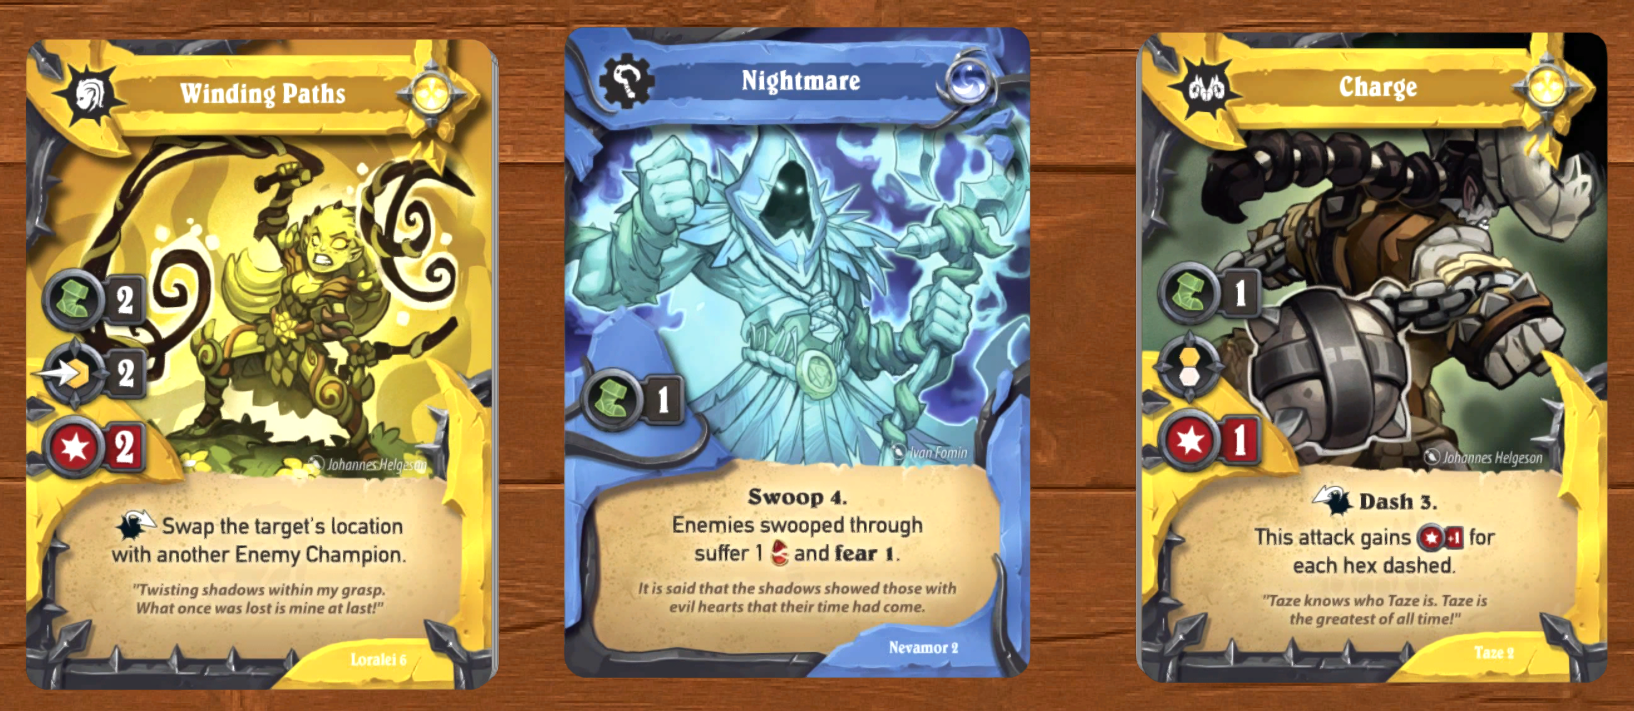 Winding Paths
2
2
2
Johannes Helgeson
Swap the target's location
with another Enemy Champion.
"Twisting shadows within my grasp.
What once was lost is mine at last!"
Loralei 6
Nightmare
1
Ivan Fomin
Swoop 4.
Enemies swooped through
suffer 1 and fear 1.
It is said that the shadows showed those with
evil hearts that their time had come.
Nevamor 2
Charge
1
1
Johannes Helgeson
Dash 3.
This attack gains +1 for
each hex dashed.
"Taze knows who Taze is. Taze is
the greatest of all time!"
Taze 2